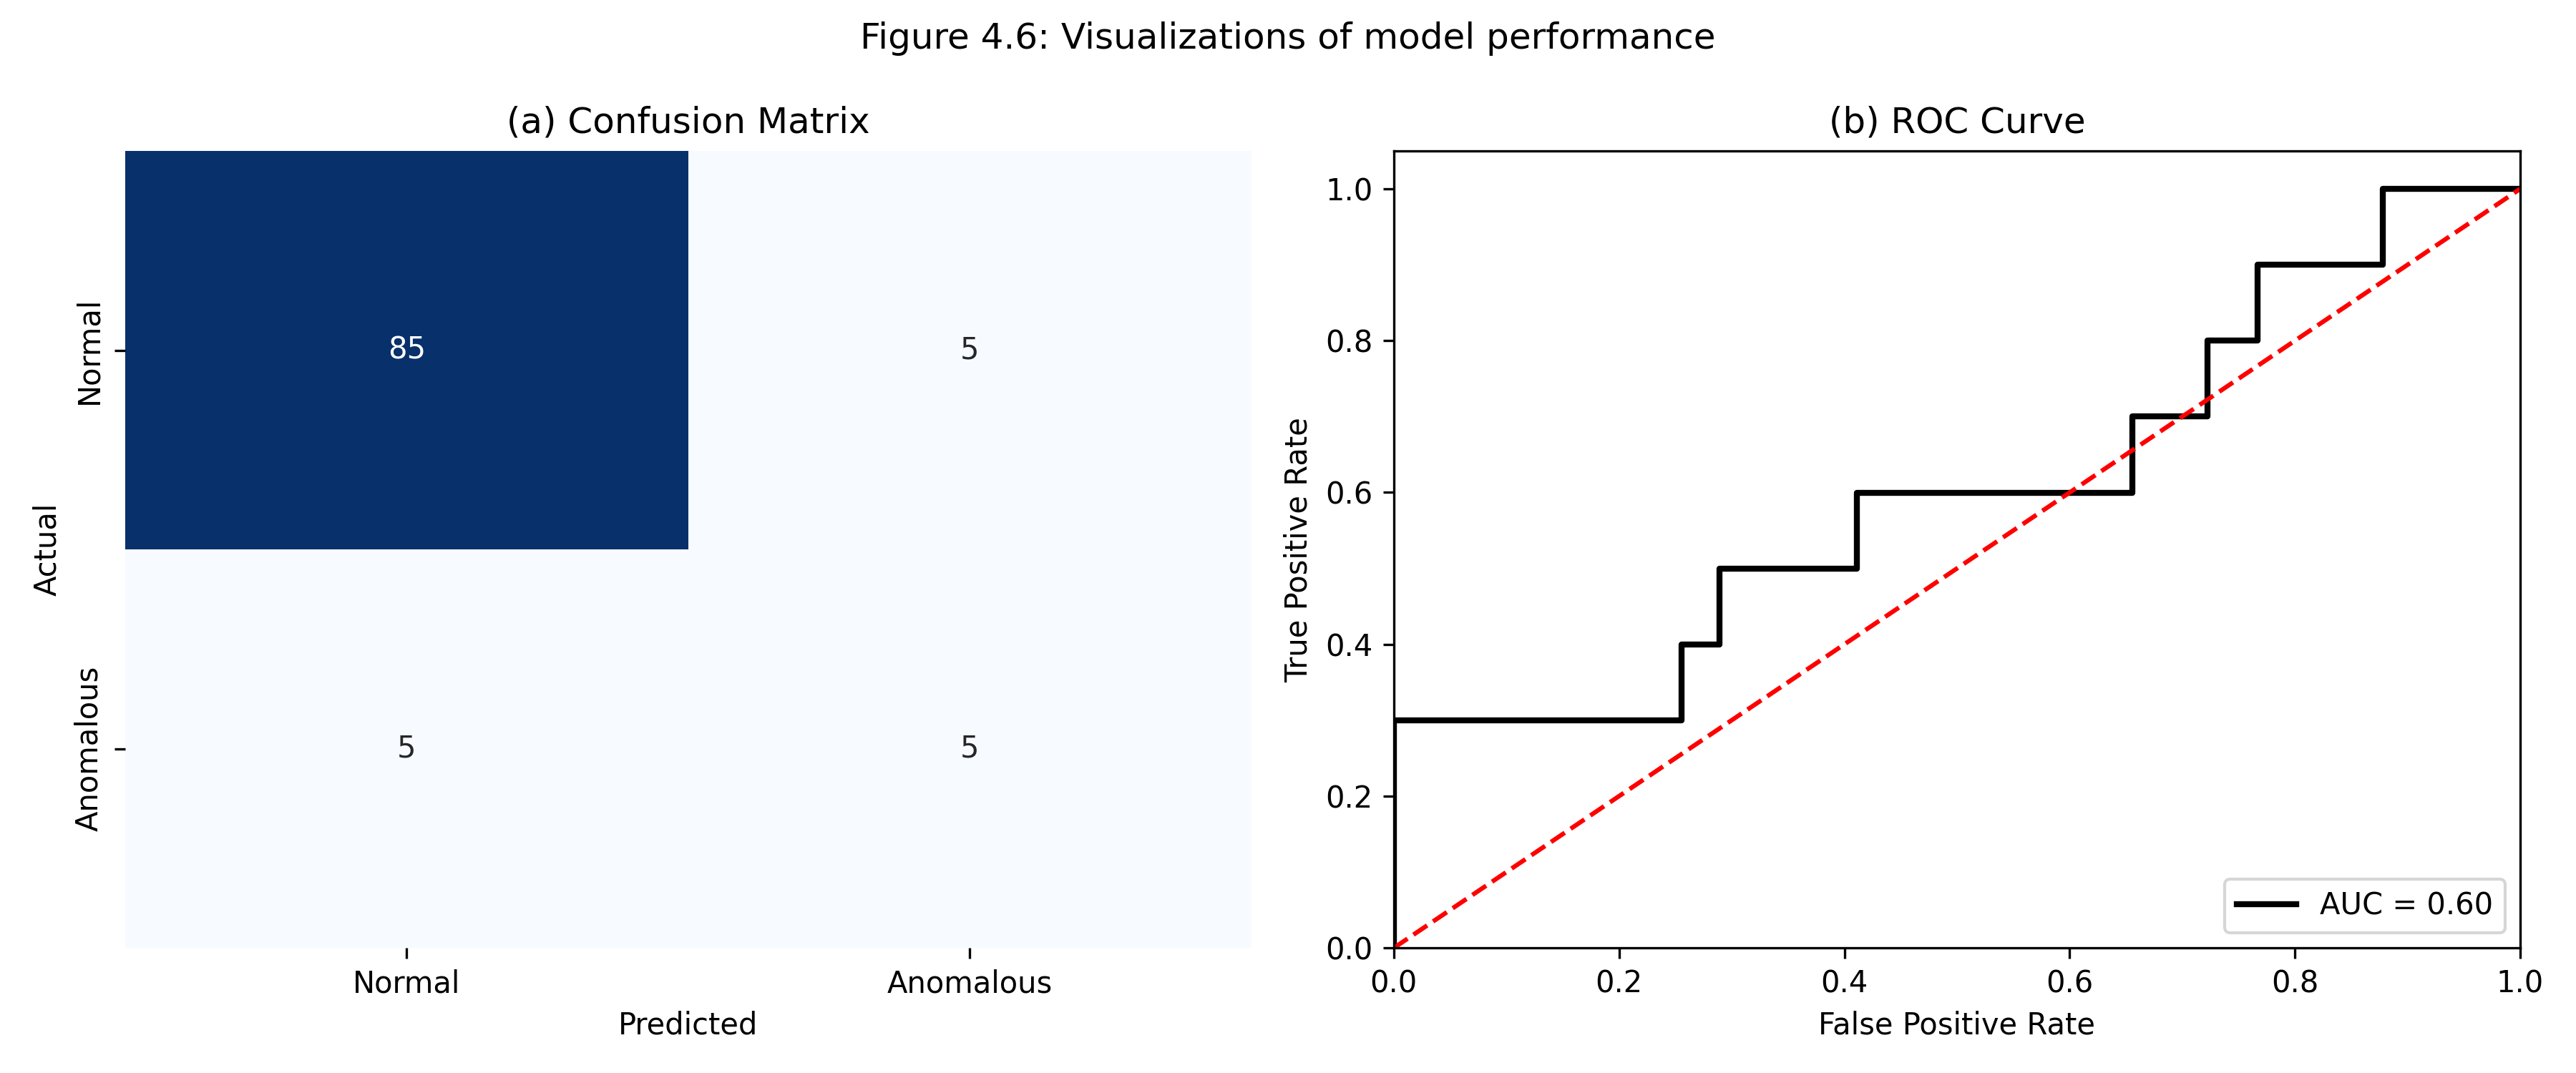 Figure 4.6: Visualizations of model performance
(a) Confusion Matrix
Actual
Normal
Anomalous
85
5
5
5
Normal
Anomalous
Predicted
(b) ROC Curve
True Positive Rate
1.0
0.8
0.6
0.4
0.2
0.0
AUC = 0.60
0.0 0.2 0.4 0.6 0.8 1.0
False Positive Rate